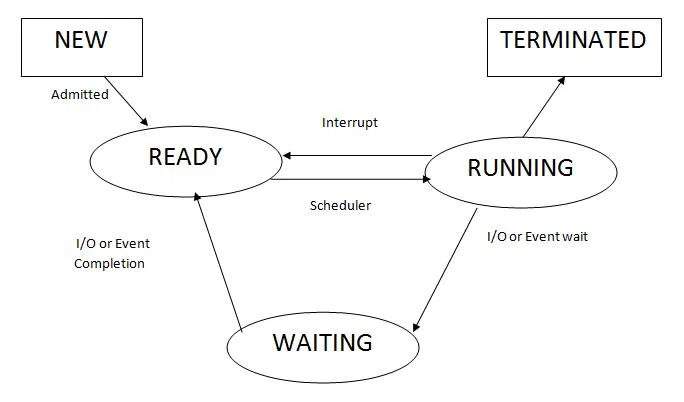 NEW
TERMINATED
Admitted
Interrupt
READY
RUNNING
Scheduler
I/O or Event wait
I/O or Event
Completion
WAITING